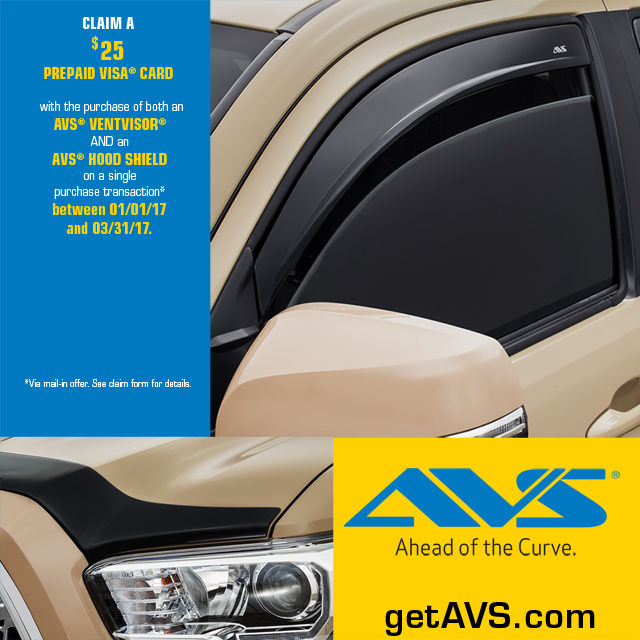 CLAIM A
$25
PREPAID VISA® CARD
with the purchase of both an
AVS® VENTVISOR®
AND an
AVS® HOOD SHIELD
on a single
purchase transaction*
between 01/01/17
and 03/31/17.
*Via mail-in offer. See claim form for details.
AVS
AVS®
Ahead of the Curve.
getAVS.com